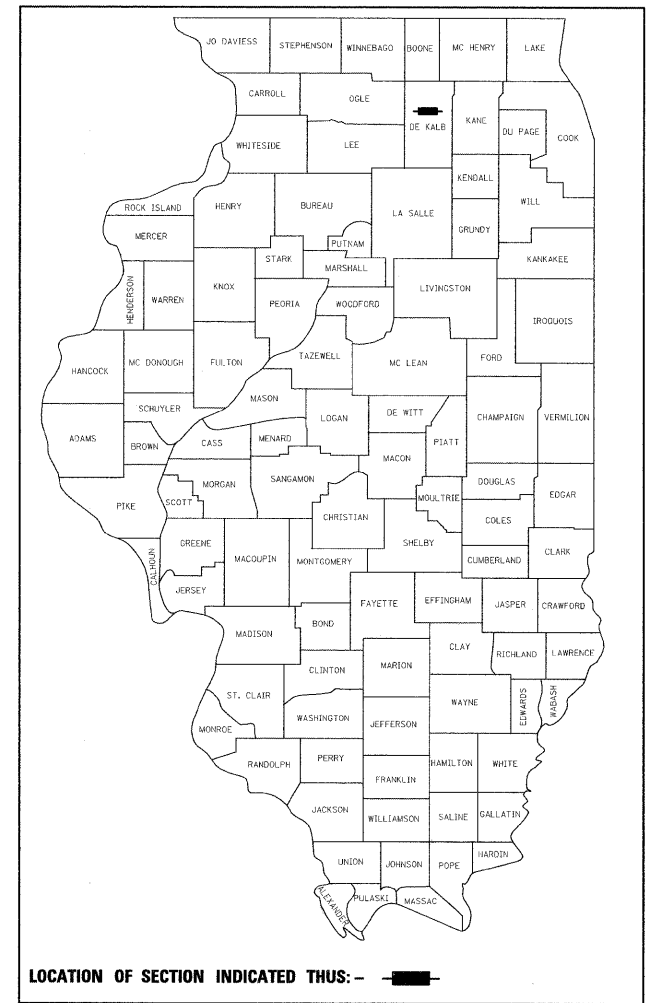 JO DAVIESS
STEPHENSON
WINNEBAGO
BOONE
MC HENRY
LAKE
CARROLL
OGLE
DE KALB
KANE
DU PAGE
COOK
WHITESIDE
LEE
KENDALL
WILL
ROCK ISLAND
HENRY
BUREAU
LA SALLE
GRUNDY
MERCER
PUTNAM
KANKAKEE
STARK
MARSHALL
HENDERSON
WARREN
KNOX
PEORIA
WOODFORD
LIVINGSTON
IROQUOIS
HANCOCK
MC DONOUGH
FULTON
TAZEWELL
MC LEAN
FORD
SCHUYLER
MASON
LOGAN
DE WITT
CHAMPAIGN
VERMILION
ADAMS
BROWN
CASS
MENARD
MACON
PIATT
PIKE
SCOTT
MORGAN
SANGAMON
CHRISTIAN
MOULTRIE
DOUGLAS
EDGAR
COLES
CALHOUN
GREENE
MACOUPIN
MONTGOMERY
SHELBY
CUMBERLAND
CLARK
JERSEY
FAYETTE
EFFINGHAM
JASPER
CRAWFORD
MADISON
BOND
CLAY
RICHLAND
LAWRENCE
CLINTON
MARION
ST. CLAIR
WAYNE
EDWARDS
WABASH
MONROE
WASHINGTON
JEFFERSON
RANDOLPH
PERRY
HAMILTON
WHITE
FRANKLIN
JACKSON
WILLIAMSON
SALINE
GALLATIN
UNION
JOHNSON
POPE
HARDIN
ALEXANDER
PULASKI
MASSAC
LOCATION OF SECTION INDICATED THUS: –